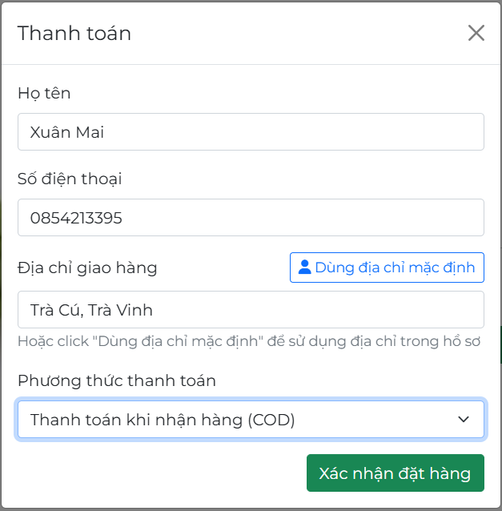 Thanh toán
Họ tên
Xuân Mai
Số điện thoại
0854213395
Địa chỉ giao hàng
Dùng địa chỉ mặc định
Trà Cú, Trà Vinh
Hoặc click "Dùng địa chỉ mặc định" để sử dụng địa chỉ trong hồ sơ
Phương thức thanh toán
Thanh toán khi nhận hàng (COD)
Xác nhận đặt hàng